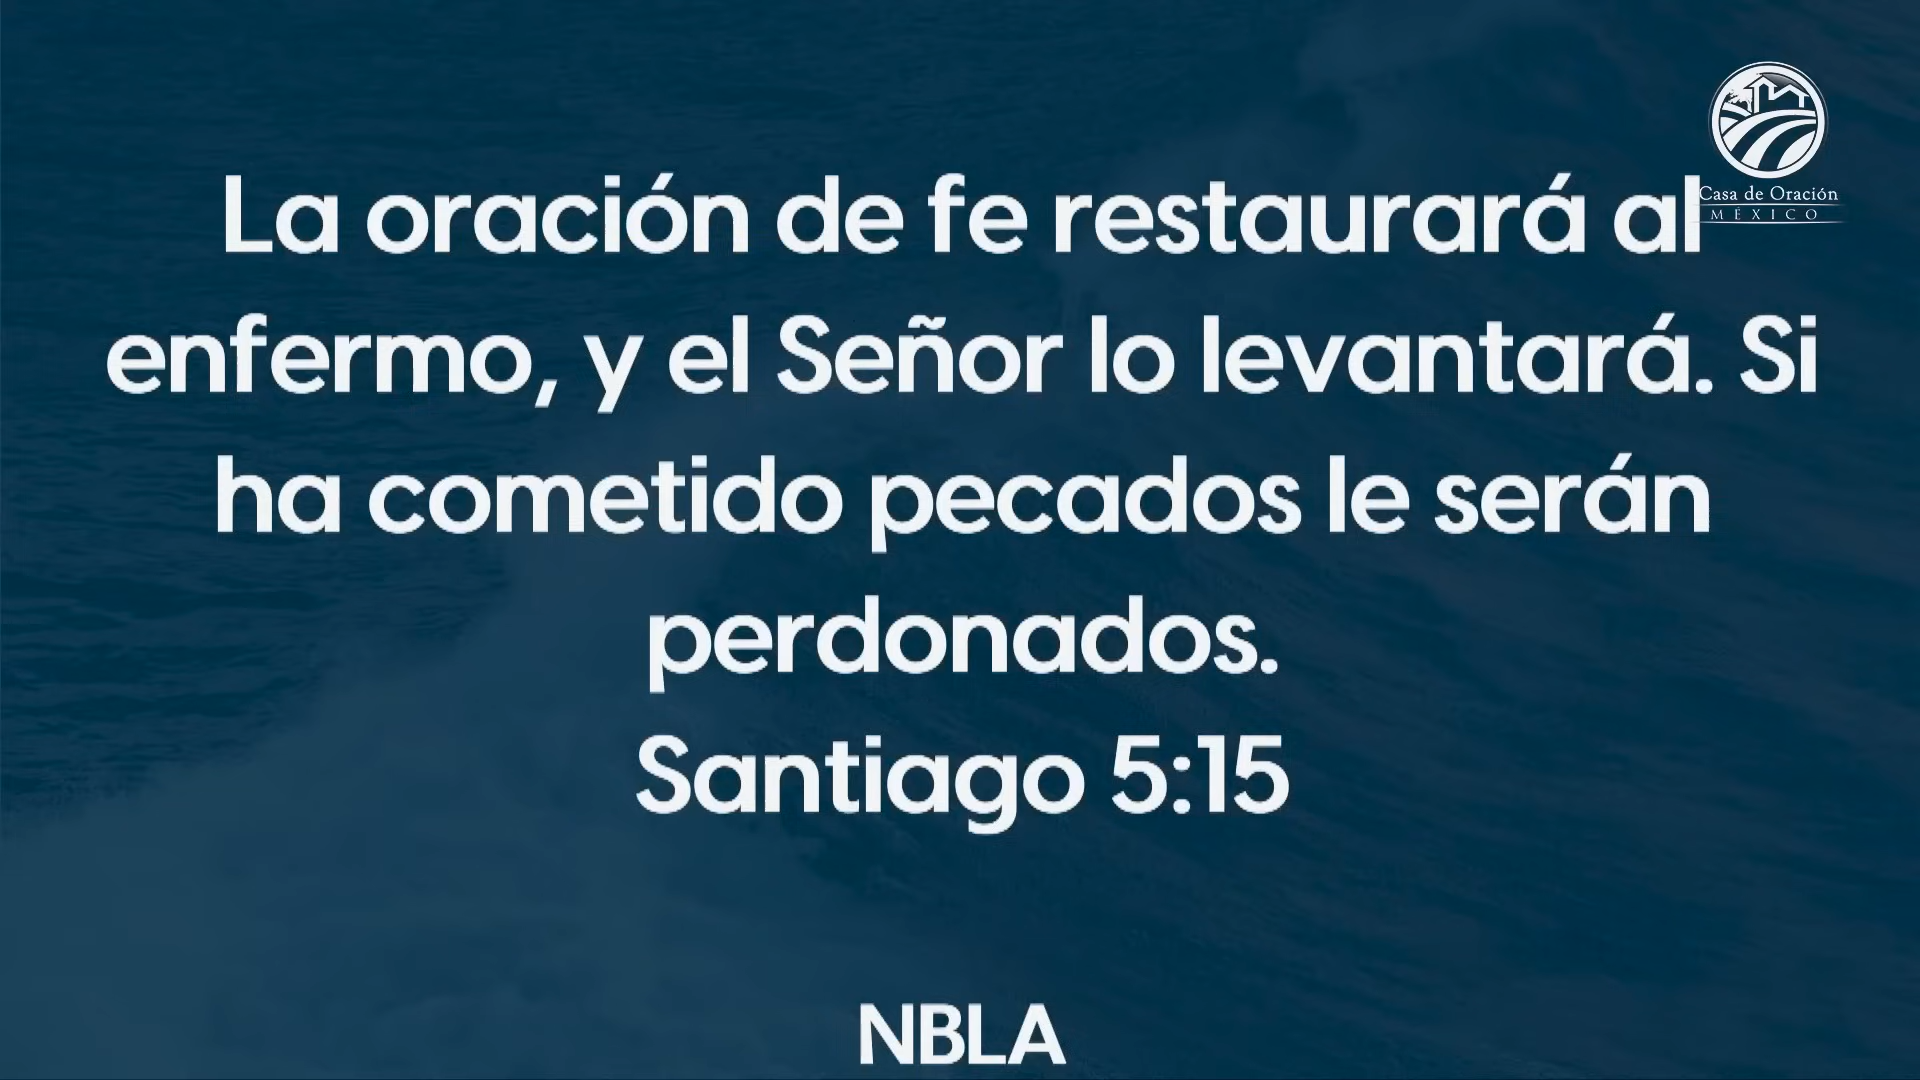 La oración de fe restaurará al
enfermo, y el Señor lo levantará. Si
ha cometido pecados le serán
perdonados.
Santiago 5:15
NBLA
Casa de Oración
MÉXICO